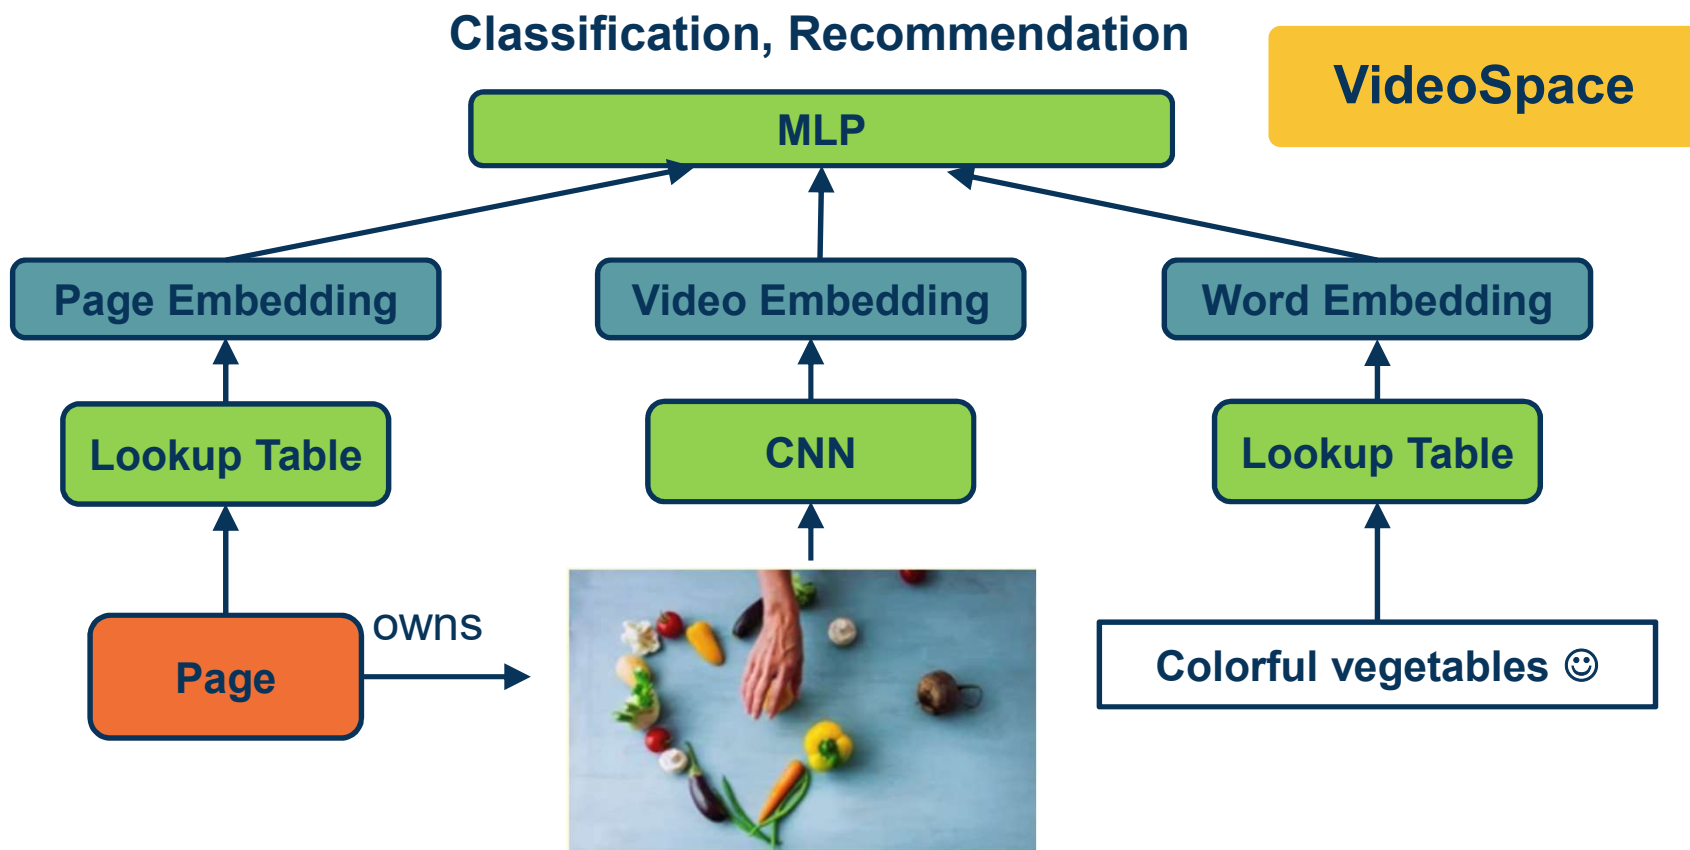 Classification, Recommendation
VideoSpace
MLP
Page Embedding
Video Embedding
Word Embedding
Lookup Table
CNN
Lookup Table
owns
Page
Colorful vegetables ☺